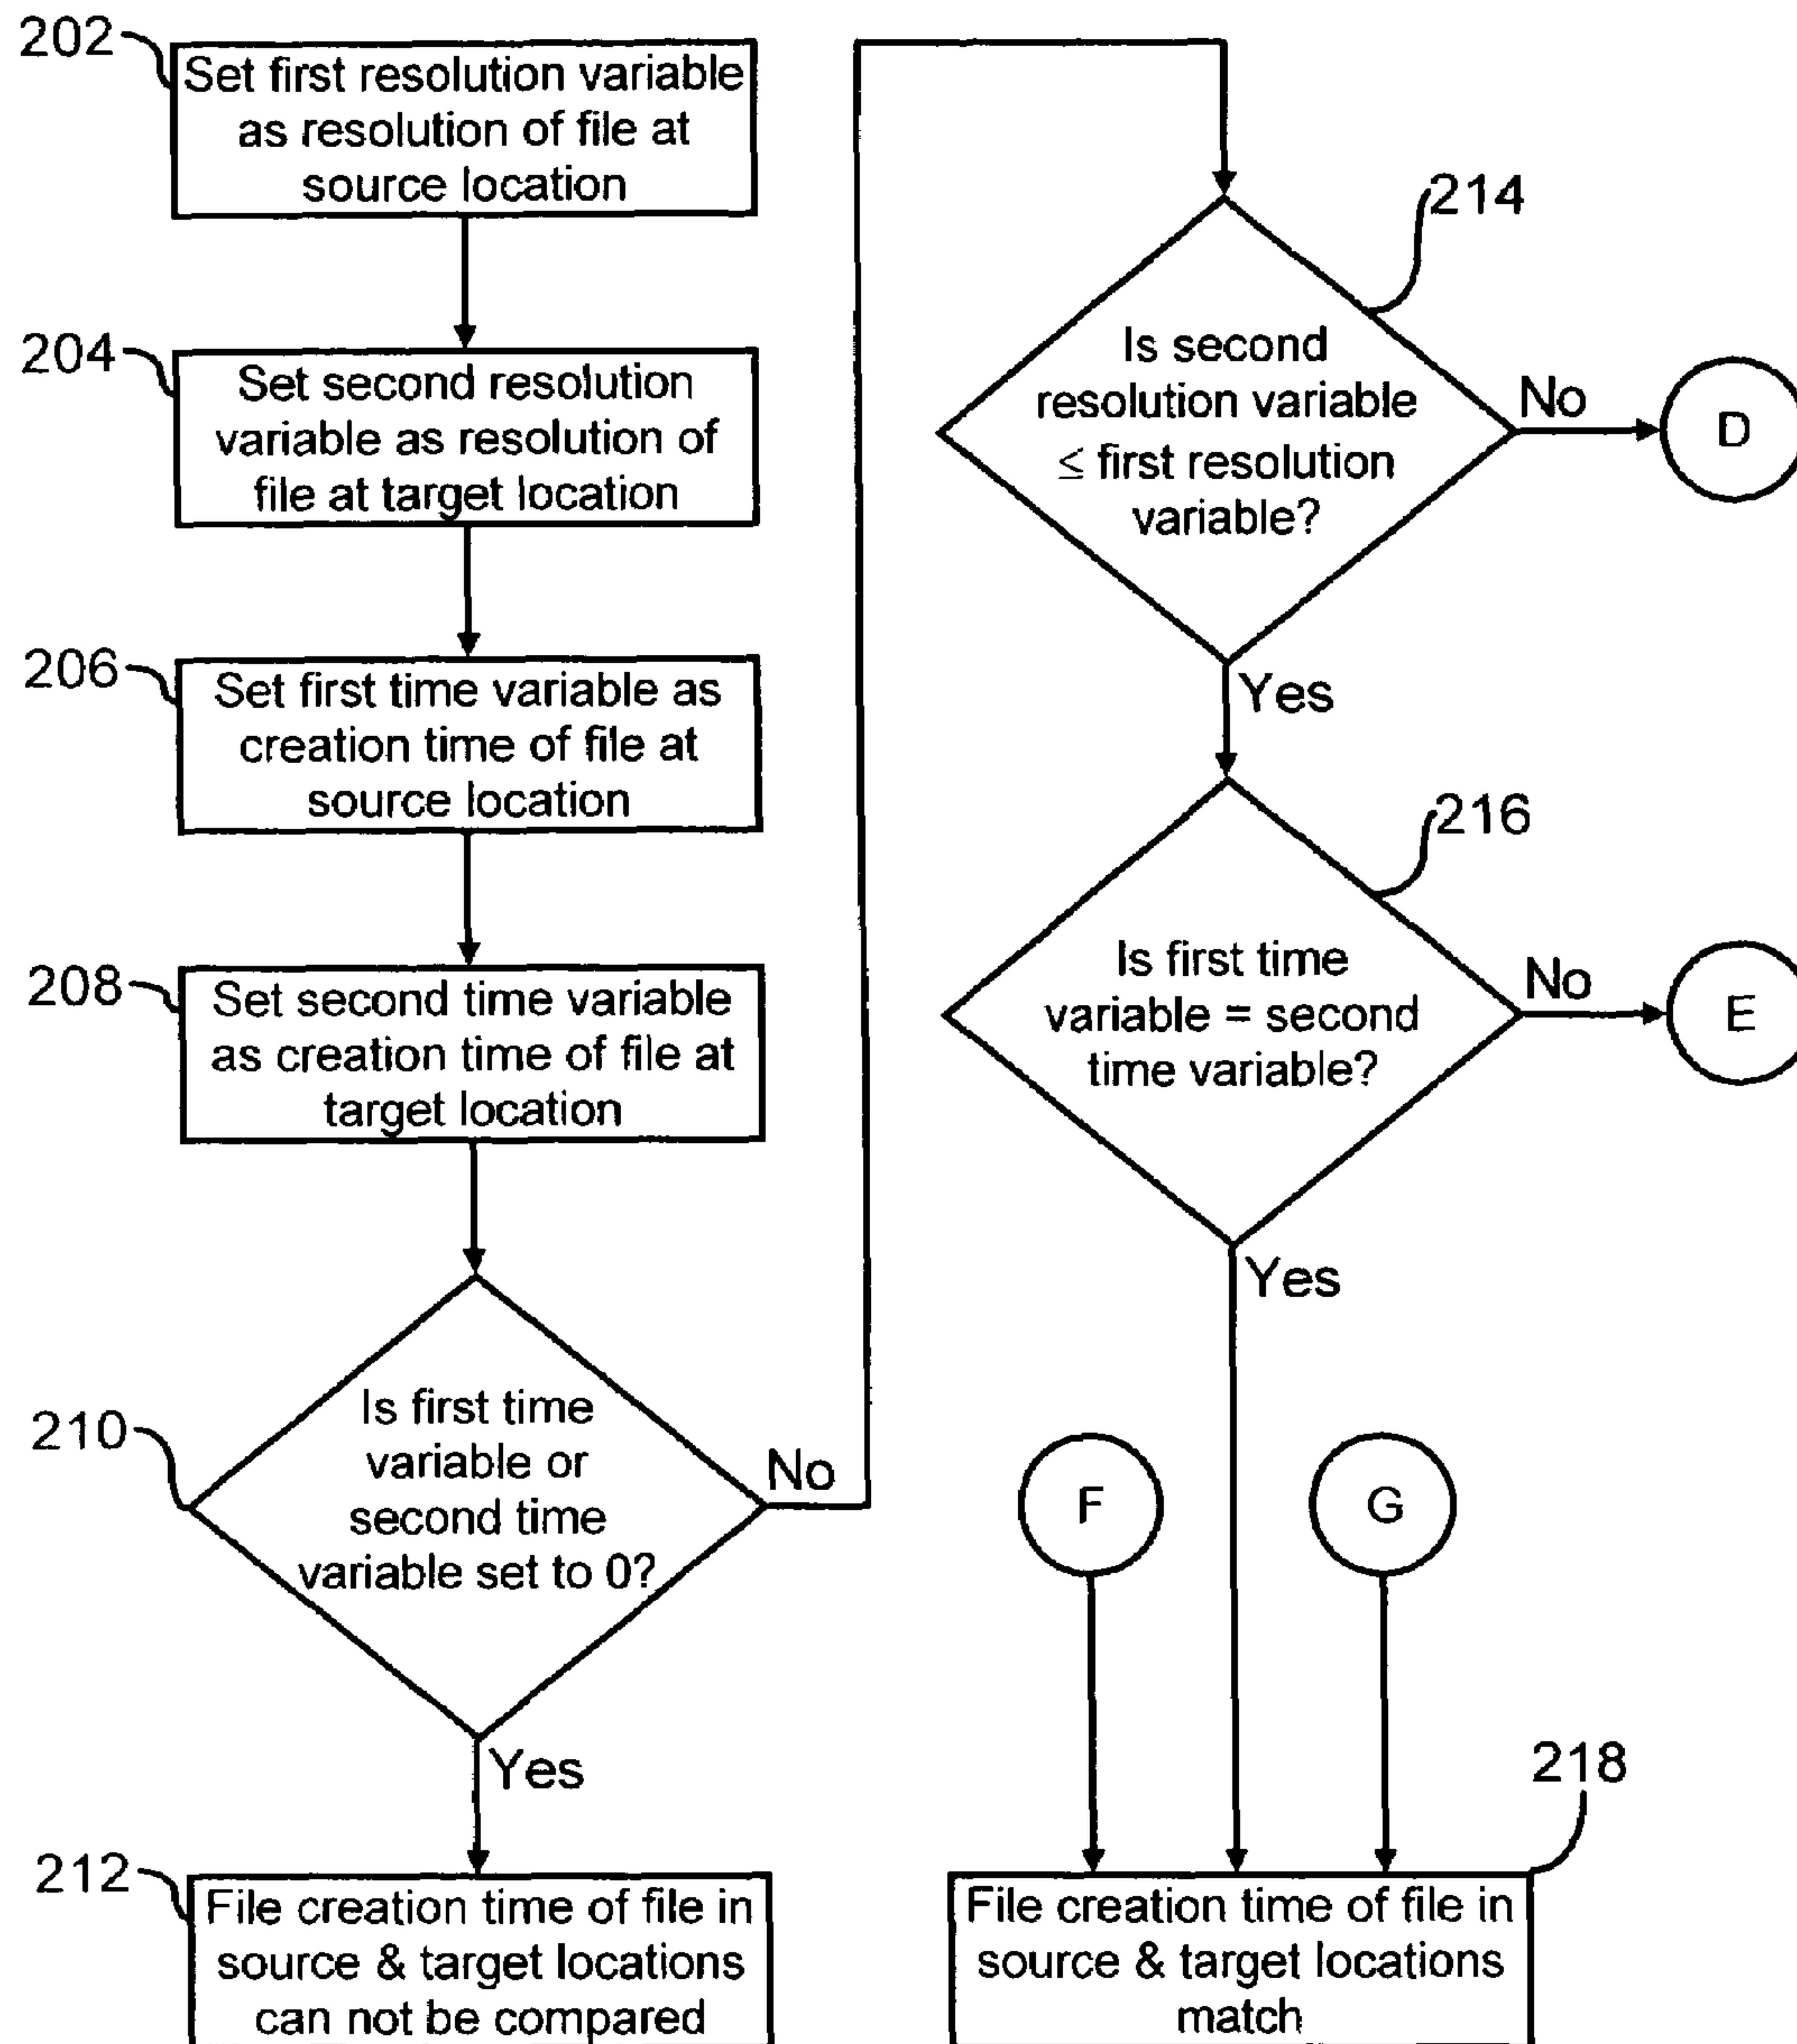 202
Set first resolution variable
as resolution of file at
source location
204
Set second resolution
variable as resolution of
file at target location
206
Set first time variable as
creation time of file at
source location
208
Set second time variable
as creation time of file at
target location
210
Is first time
variable or
second time
variable set to 0?
No
Yes
212
File creation time of file in
source & target locations
can not be compared
214
Is second
resolution variable
≤ first resolution
variable?
No
D
Yes
216
Is first time
variable = second
time variable?
No
E
Yes
F
G
218
File creation time of file in
source & target locations
match